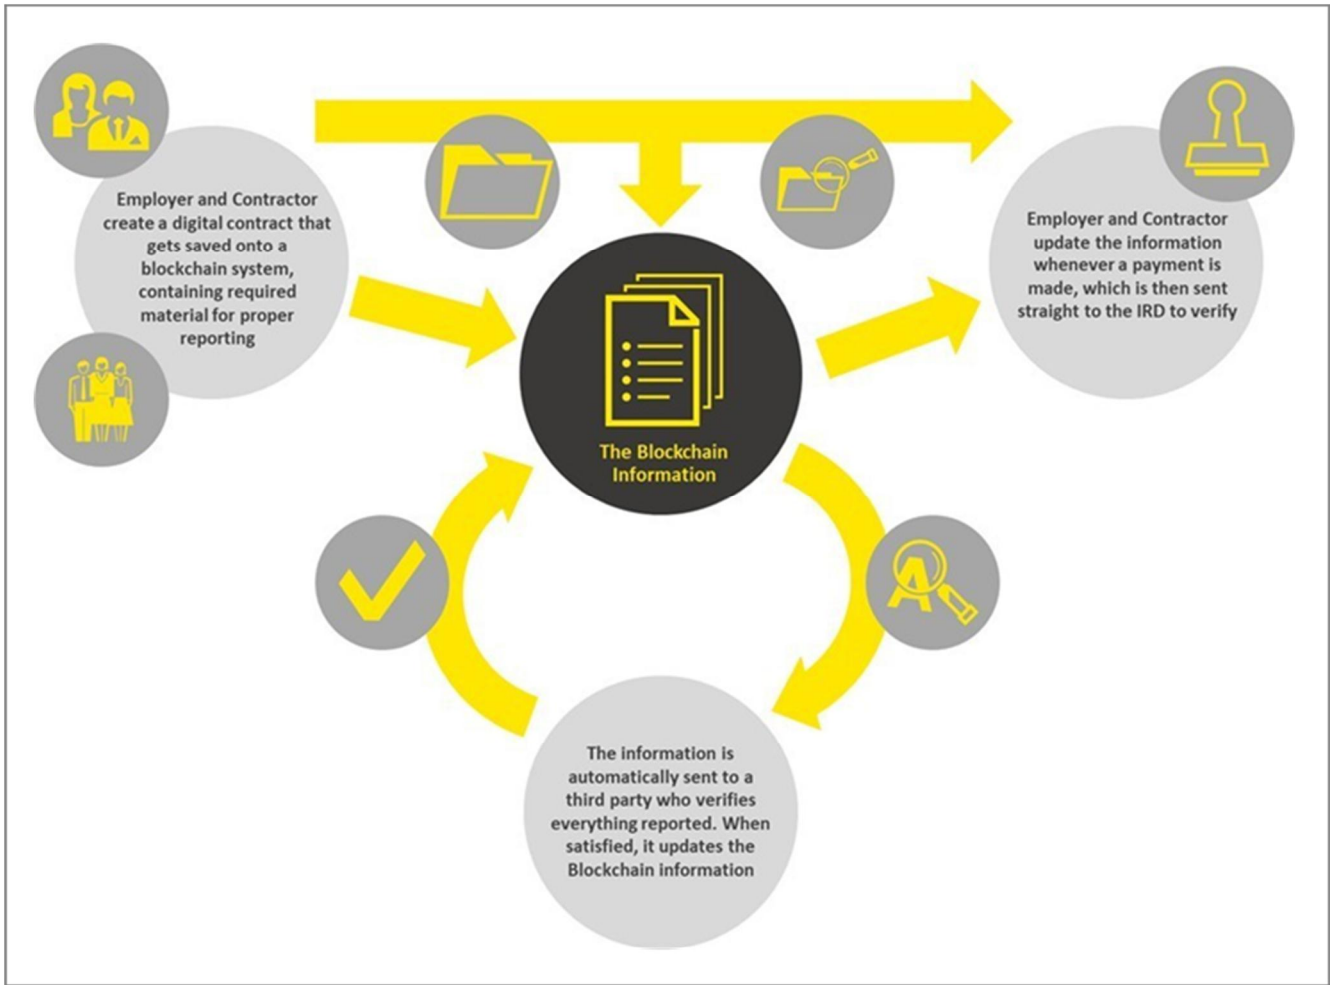 Employer and Contractor
create a digital contract that
gets saved onto a
blockchain system,
containing required
material for proper
reporting
Employer and Contractor
update the information
whenever a payment is
made, which is then sent
straight to the IRD to verify
The Blockchain
Information
The information is
automatically sent to a
third party who verifies
everything reported. When
satisfied, it updates the
Blockchain information